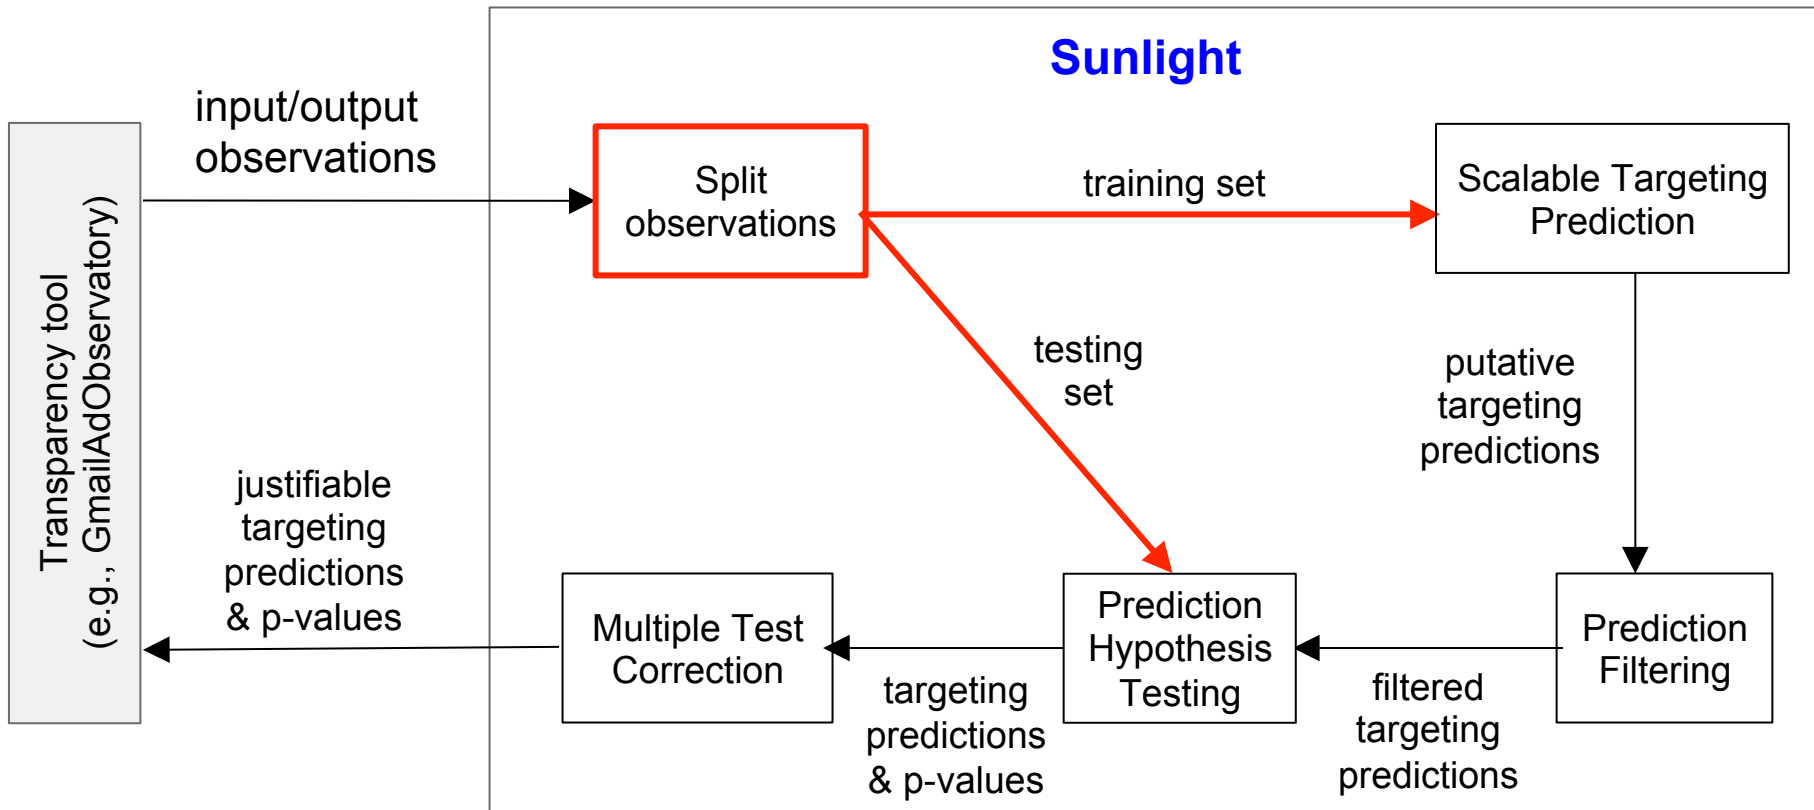 Sunlight
input/output
observations
Transparency tool
(e.g., GmailAdObservatory)
Split
observations
training set
Scalable Targeting
Prediction
testing
set
putative
targeting
predictions
justifiable
targeting
predictions
& p-values
Multiple Test
Correction
targeting
predictions
& p-values
Prediction
Hypothesis
Testing
filtered
targeting
predictions
Prediction
Filtering